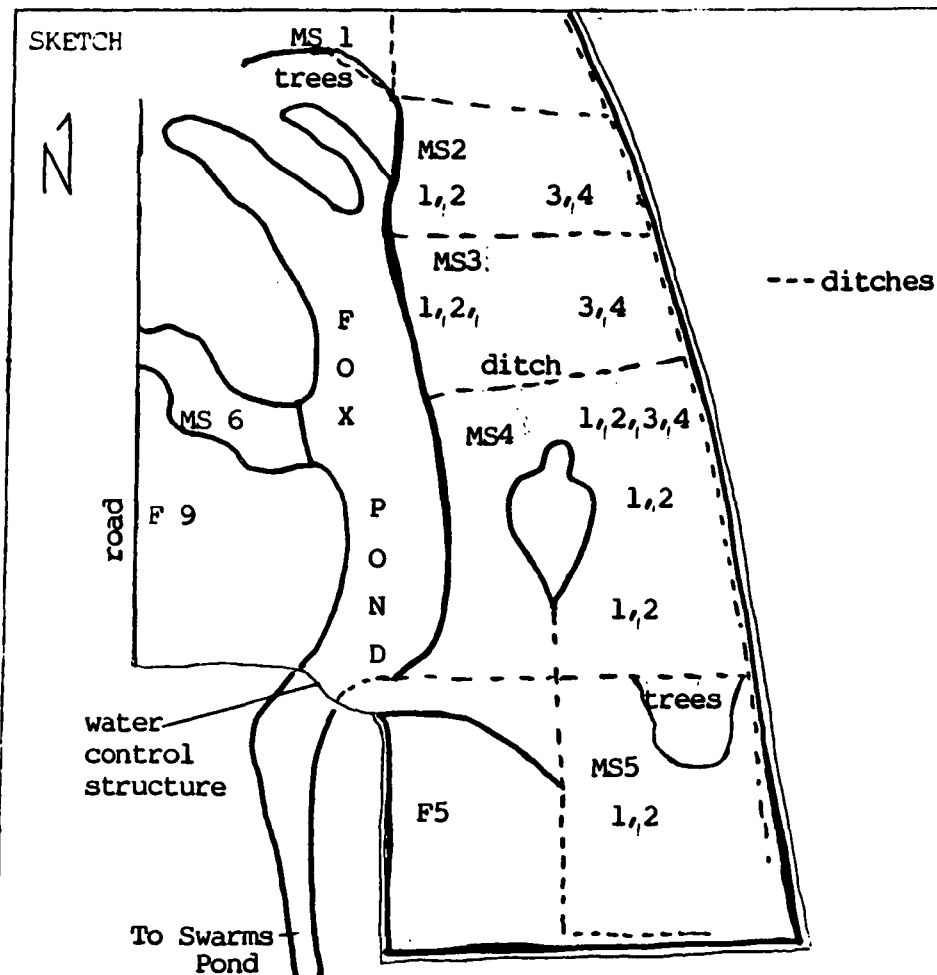 SKETCH
MS 1
trees
N
MS2
1,2 3,4
MS3:
1,2, 3,4
--- ditches
ditch
MS4 1,2,3,4
1,2
1,2
FOX POND
MS 6
F 9
road
water
control
structure
trees
MS5
1,2
F5
To Swarms
Pond